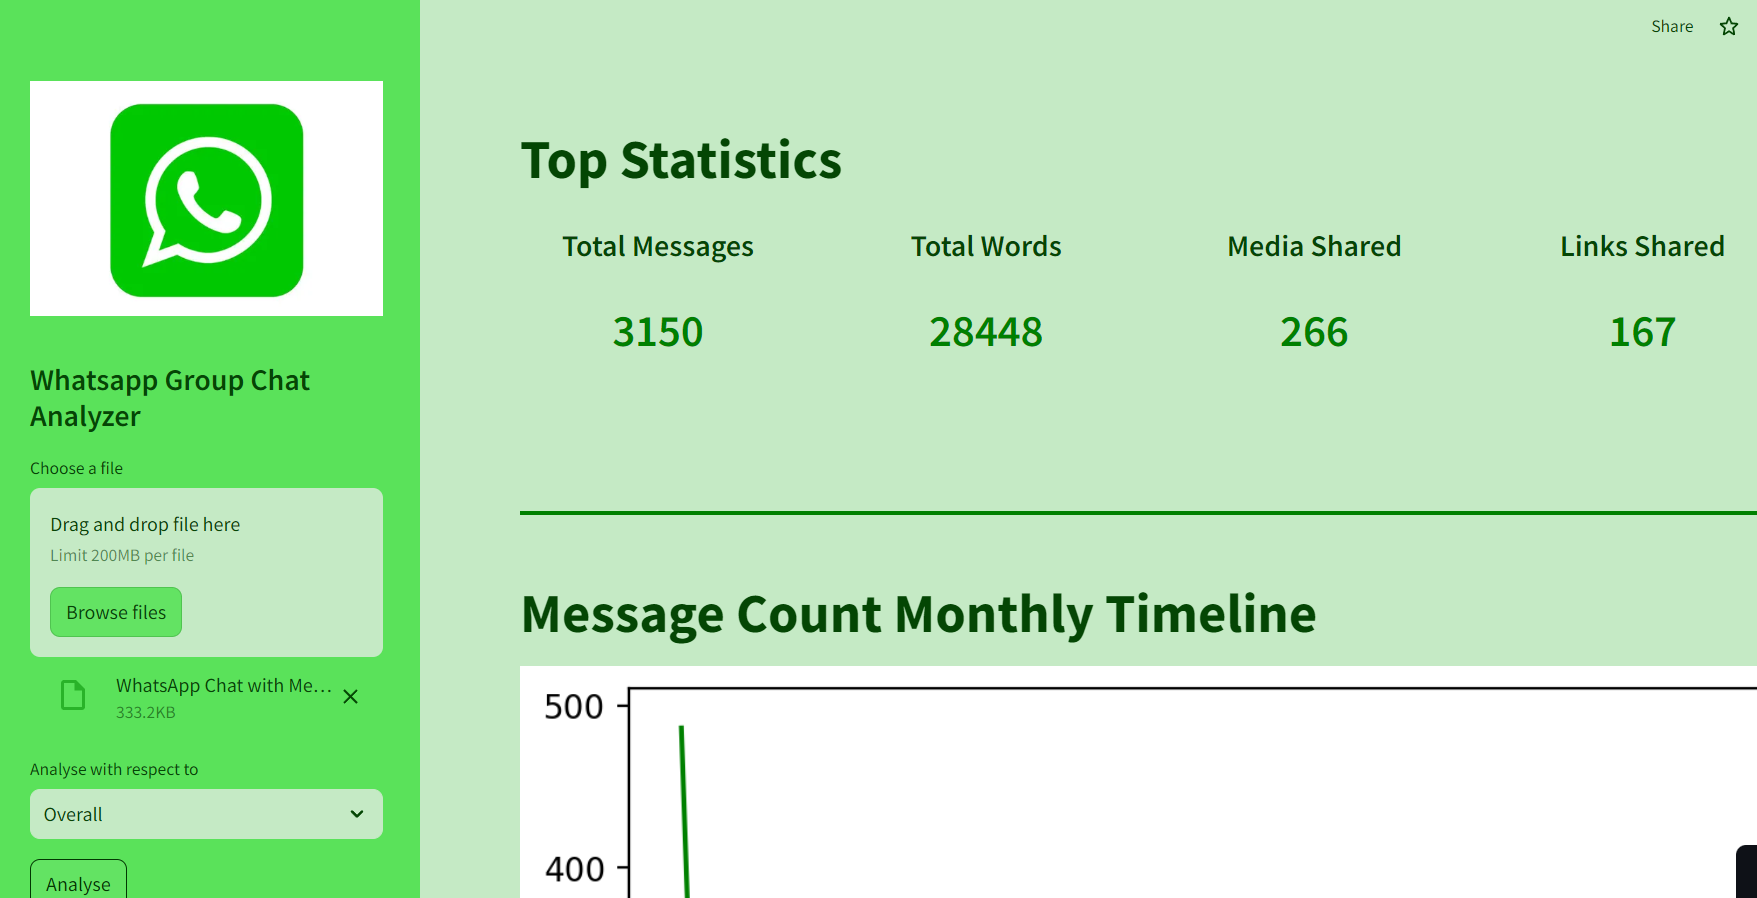 Share
Whatsapp Group Chat
Analyzer
Choose a file
Drag and drop file here
Limit 200MB per file
Browse files
WhatsApp Chat with Me...
333.2KB
Analyse with respect to
Overall
Analyse
Top Statistics
Total Messages
Total Words
Media Shared
Links Shared
3150
28448
266
167
Message Count Monthly Timeline
500
400